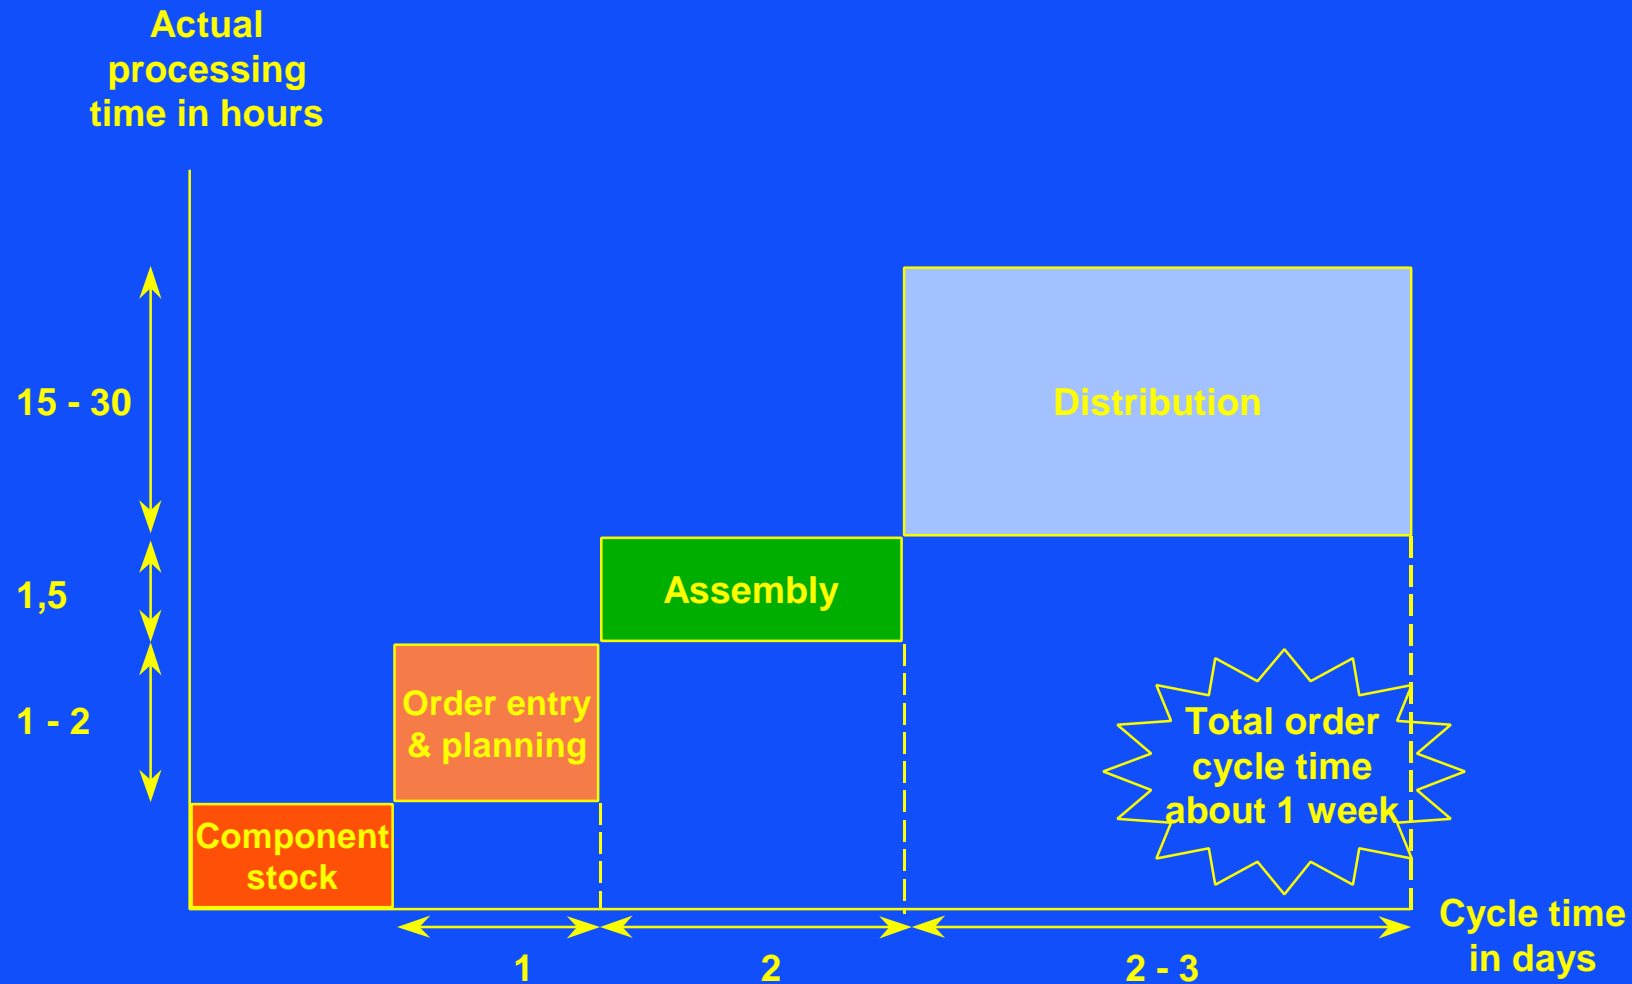 Actual
processing
time in hours
15 - 30
Distribution
1,5
Assembly
1 - 2
Order entry
& planning
Total order
cycle time
about 1 week
Component
stock
Cycle time
in days
1
2
2 - 3